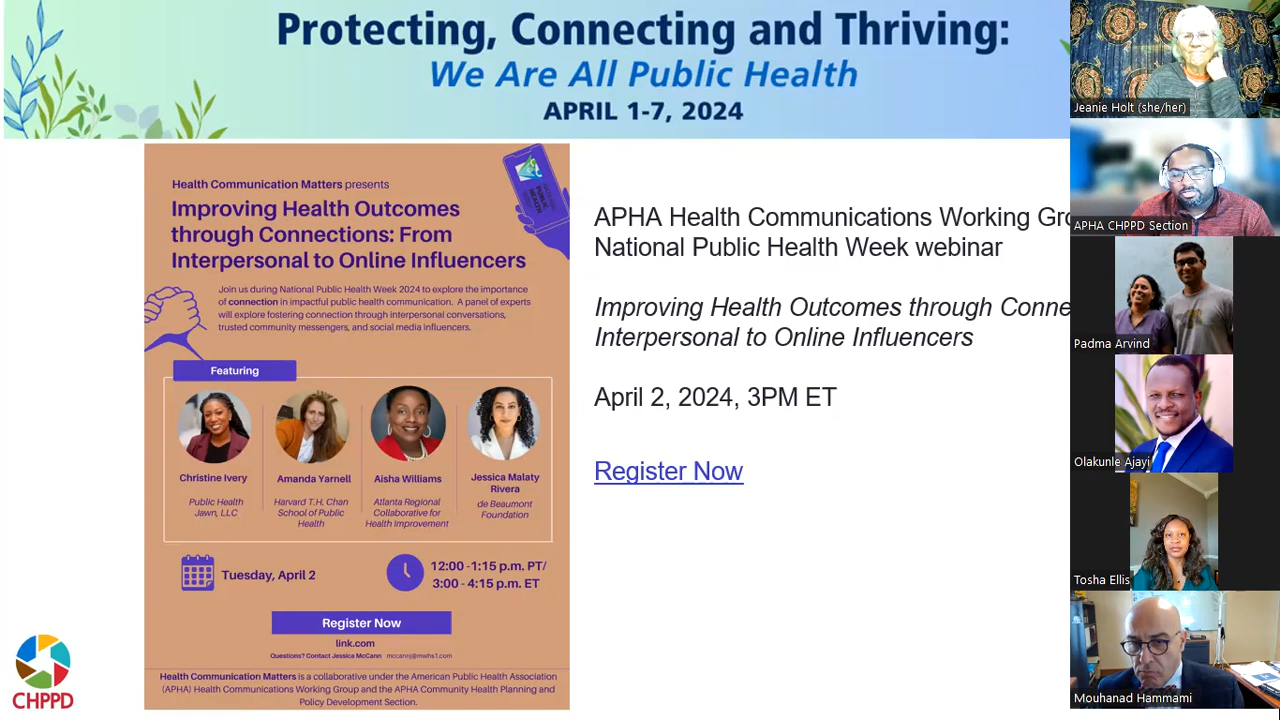 Protecting, Connecting and Thriving:
We Are All Public Health
APRIL 1-7, 2024
Health Communication Matters presents
Improving Health Outcomes
through Connections: From
Interpersonal to Online Influencers
Join us during National Public Health Week 2024 to explore the importance
of connection in impactful public health communication. A panel of experts
will explore fostering connection through interpersonal conversations,
trusted community messengers, and social media influencers.
Featuring
Christine Ivery
Public Health
Jawn, LLC
Amanda Yarnell
Harvard T.H. Chan
School of Public
Health
Aisha Williams
Atlanta Regional
Collaborative for
Health Improvement
Jessica Malaty
Rivera
de Beaumont
Foundation
Tuesday, April 2
12:00 -1:15 p.m. PT/
3:00 - 4:15 p.m. ET
Register Now
link.com
Questions? Contact Jessica McCann mccannj@mwhs1.com
Health Communication Matters is a collaborative under the American Public Health Association
(APHA) Health Communications Working Group and the APHA Community Health Planning and
Policy Development Section.
CHPPD
APHA Health Communications Working Gro
National Public Health Week webinar
Improving Health Outcomes through Conne
Interpersonal to Online Influencers
April 2, 2024, 3PM ET
Register Now
Jeanie Holt (she/her)
APHA CHPPD Section
Padma Arvind
Olakunle Ajayi
Tosha Ellis
Mouhanad Hammami